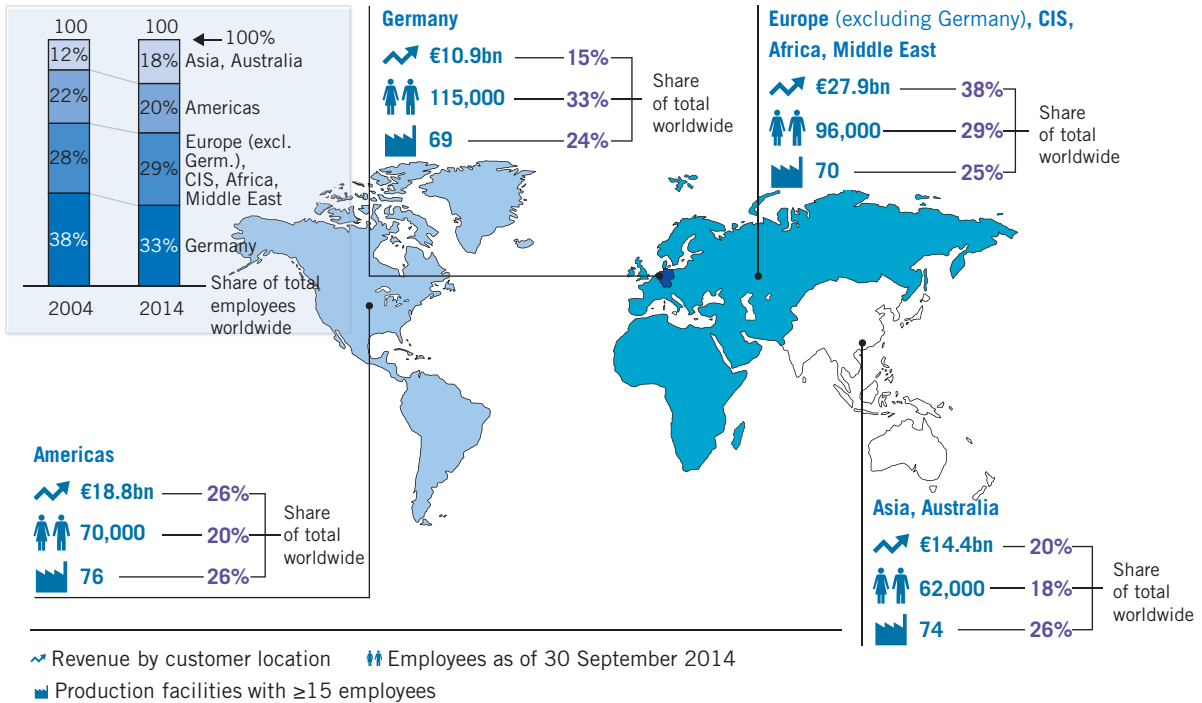 100
100
100%
12%
18%
Asia, Australia
22%
20%
Americas
28%
29%
Europe (excl.
Germ.),
CIS, Africa,
Middle East
38%
33%
Germany
2004
2014
Share of total
employees
worldwide
Germany
€10.9bn
15%
115,000
33%
69
24%
Share
of total
worldwide
Europe (excluding Germany), CIS,
Africa, Middle East
€27.9bn
38%
96,000
29%
70
25%
Share
of total
worldwide
Americas
€18.8bn
26%
70,000
20%
76
26%
Share
of total
worldwide
Asia, Australia
€14.4bn
20%
62,000
18%
74
26%
Share
of total
worldwide
Revenue by customer location
Employees as of 30 September 2014
Production facilities with ≥15 employees